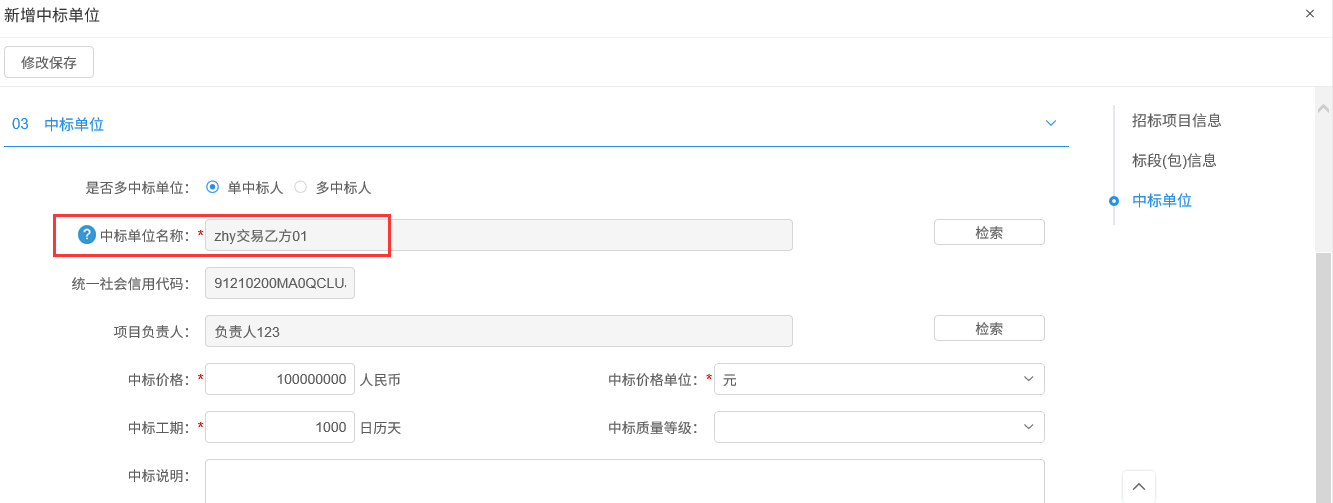 新增中标单位
修改保存
03 中标单位
招标项目信息
标段(包)信息
中标单位
是否多中标单位: 单中标人 多中标人
? 中标单位名称: * zhy交易乙方01 检索
统一社会信用代码: 91210200MA0QCLU
项目负责人: 负责人123 检索
中标价格: * 100000000 人民币 中标价格单位: * 元
中标工期: * 1000 日历天 中标质量等级:
中标说明: